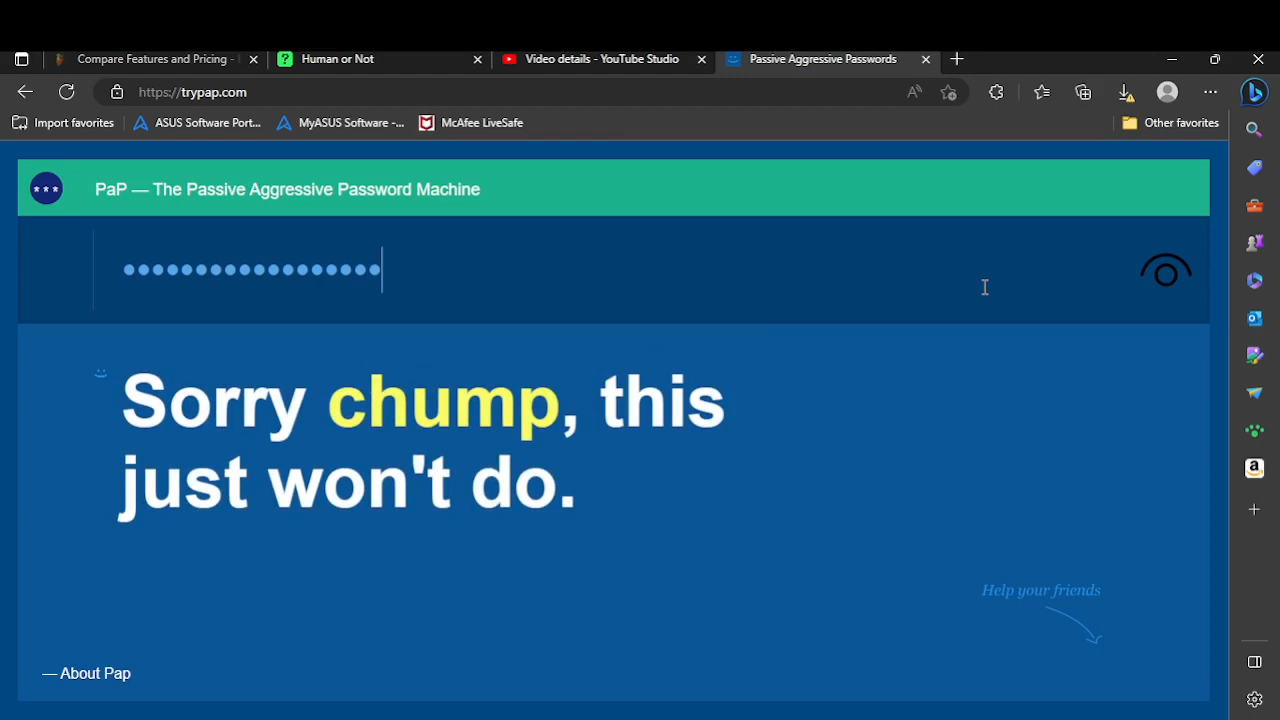 Compare Features and Pricing -
Human or Not
Video details - YouTube Studio
Passive Aggressive Passwords
https://trypap.com
Import favorites
ASUS Software Port...
MyASUS Software -...
McAfee LiveSafe
Other favorites
*** PaP — The Passive Aggressive Password Machine
••••••••••••••••••
Sorry chump, this
just won't do.
Help your friends
— About Pap